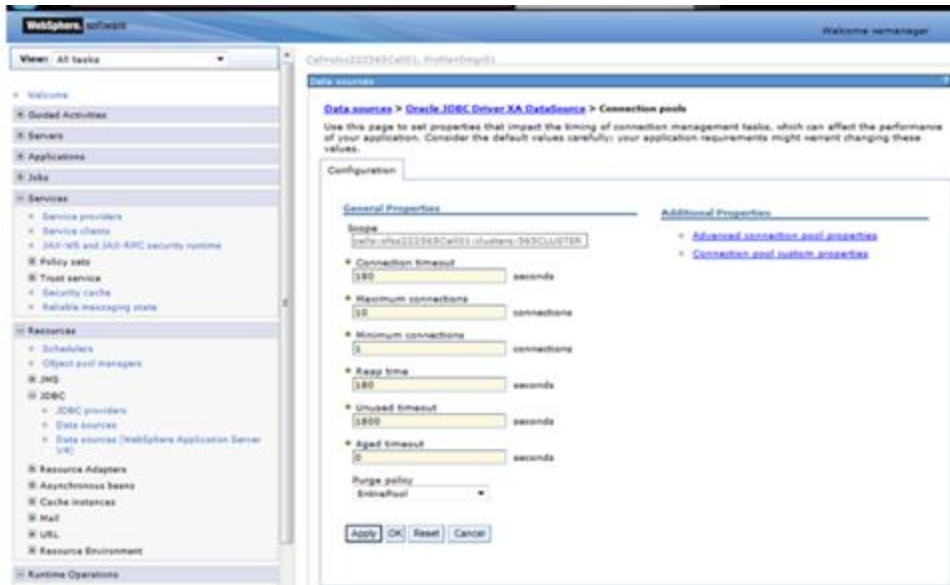 WebSphere. software
Welcome
View: All tasks
Welcome
Guided Activities
Servers
Applications
Jobs
Services
Service providers
Service clients
JAX-WS and JAX-RPC security runtime
Policy sets
Trust service
Security cache
Reliable messaging state
Resources
Schedulers
Object pool managers
JMS
JDBC
JDBC providers
Data sources
Data sources (WebSphere Application Server V4)
Resource Adapters
Asynchronous beans
Cache instances
Mail
URL
Resource Environment
Runtime Operations
Data sources
?
Data sources > Oracle JDBC Driver XA DataSource > Connection pools
Use this page to set properties that impact the timing of connection management tasks, which can affect the performance
of your application. Consider the default values carefully; your application requirements might warrant changing these
values.
Configuration
General Properties
Scope
* Connection timeout
180 seconds
* Maximum connections
10 connections
* Minimum connections
1 connections
* Reap time
180 seconds
* Unused timeout
1800 seconds
* Aged timeout
0 seconds
Purge policy
EntirePool
Apply OK Reset Cancel
Additional Properties
Advanced connection pool properties
Connection pool custom properties